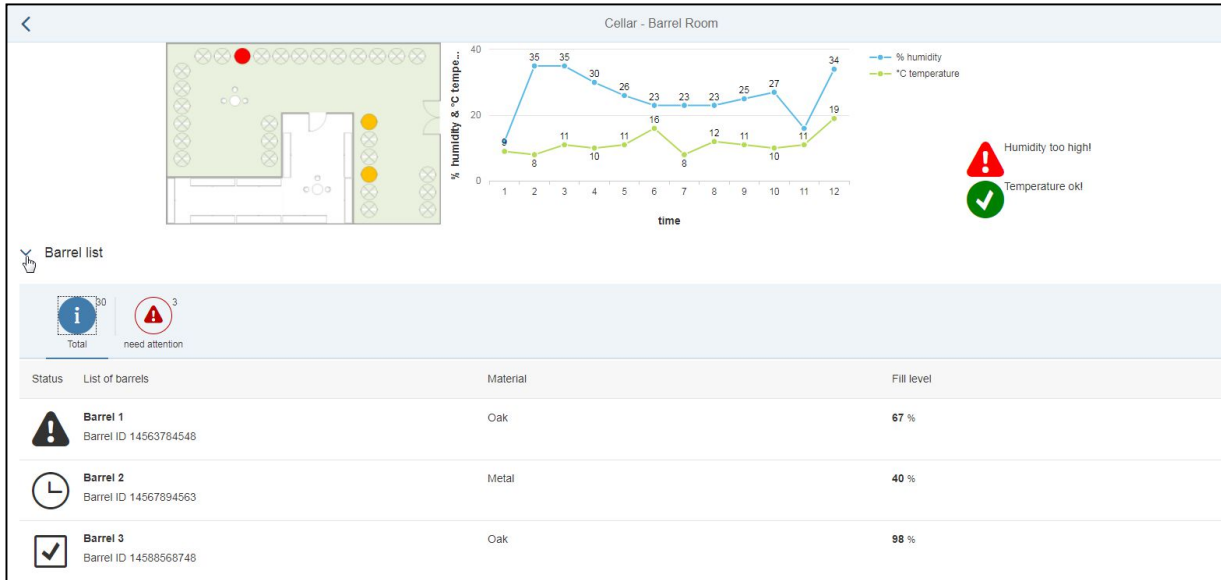 Cellar - Barrel Room
% humidity & °C tempe...
40
20
0
35
35
30
26
23
23
23
25
27
34
9
8
11
10
11
16
8
12
11
10
11
19
1 2 3 4 5 6 7 8 9 10 11 12
time
% humidity
°C temperature
Humidity too high!
Temperature ok!
Barrel list
30
Total
3
need attention
Status List of barrels Material Fill level
Barrel 1 Oak 67 %
Barrel ID 14563784548
Barrel 2 Metal 40 %
Barrel ID 14567894563
Barrel 3 Oak 98 %
Barrel ID 14588568748